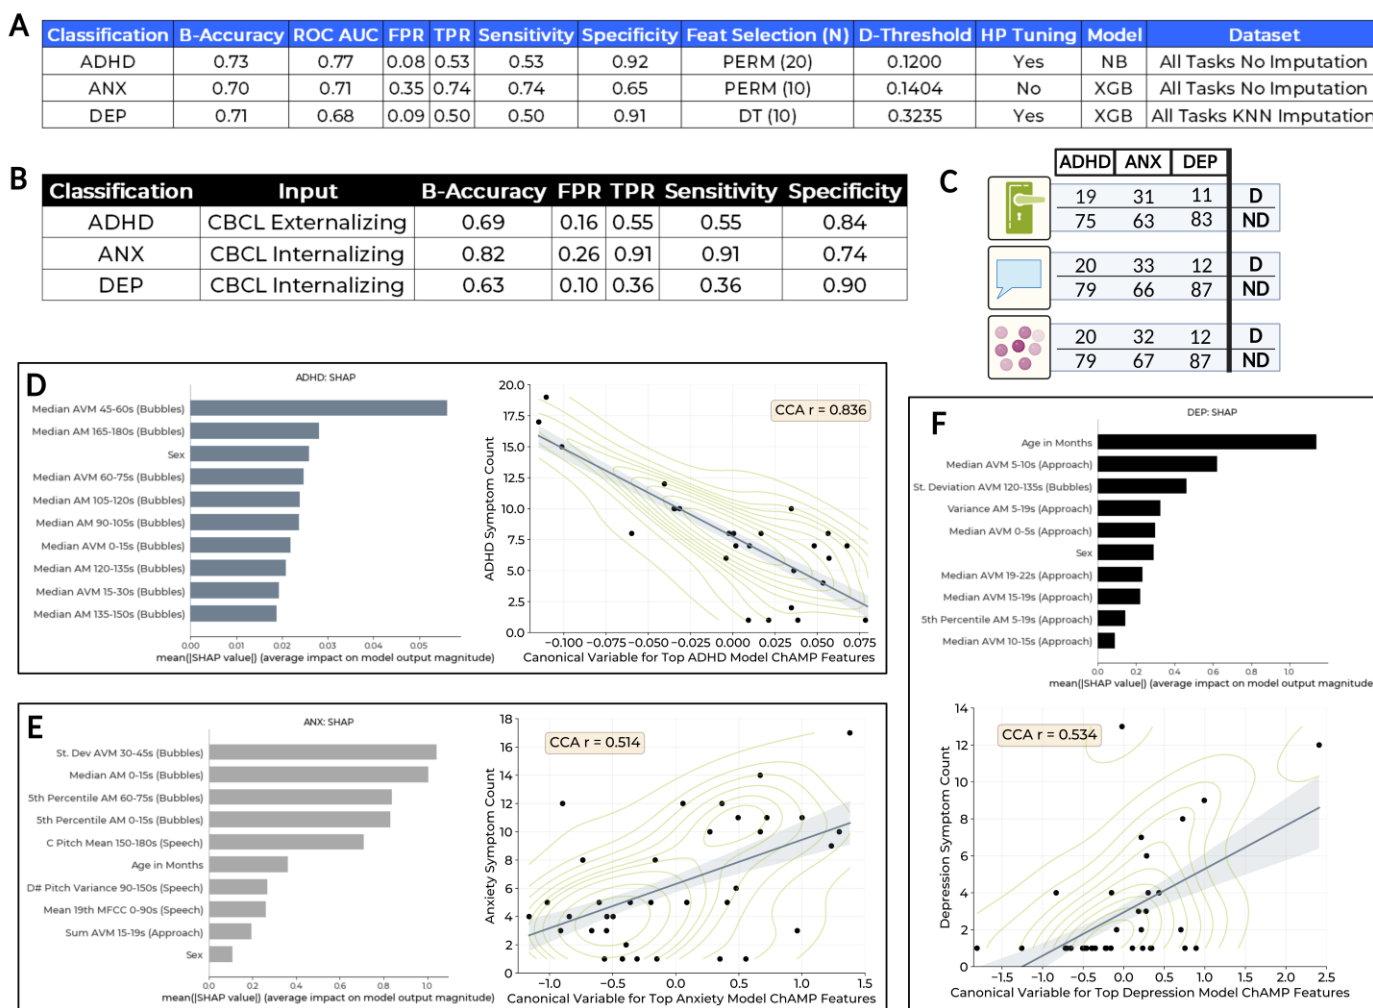 A
Classification B-Accuracy ROC AUC FPR TPR Sensitivity Specificity Feat Selection (N) D-Threshold HP Tuning Model Dataset
ADHD 0.73 0.77 0.08 0.53 0.53 0.92 PERM (20) 0.1200 Yes NB All Tasks No Imputation
ANX 0.70 0.71 0.35 0.74 0.74 0.65 PERM (10) 0.1404 No XGB All Tasks No Imputation
DEP 0.71 0.68 0.09 0.50 0.50 0.91 DT (10) 0.3235 Yes XGB All Tasks KNN Imputation
B
Classification Input B-Accuracy FPR TPR Sensitivity Specificity
ADHD CBCL Externalizing 0.69 0.16 0.55 0.55 0.84
ANX CBCL Internalizing 0.82 0.26 0.91 0.91 0.74
DEP CBCL Internalizing 0.63 0.10 0.36 0.36 0.90
C
ADHD ANX DEP
19 31 11 D
75 63 83 ND
20 33 12 D
79 66 87 ND
20 32 12 D
79 67 87 ND
D
ADHD: SHAP
Median AVM 45-60s (Bubbles)
Median AM 165-180s (Bubbles)
Sex
Median AVM 60-75s (Bubbles)
Median AM 105-120s (Bubbles)
Median AM 90-105s (Bubbles)
Median AVM 0-15s (Bubbles)
Median AM 120-135s (Bubbles)
Median AVM 15-30s (Bubbles)
Median AM 135-150s (Bubbles)
0.00 0.01 0.02 0.03 0.04 0.05
mean(|SHAP value|) (average impact on model output magnitude)
CCA r = 0.836
ADHD Symptom Count
20.0
17.5
15.0
12.5
10.0
7.5
5.0
2.5
0.0
−0.100 −0.075 −0.050 −0.025 0.000 0.025 0.050 0.075
Canonical Variable for Top ADHD Model ChAMP Features
E
ANX: SHAP
St. Dev AVM 30-45s (Bubbles)
Median AM 0-15s (Bubbles)
5th Percentile AM 60-75s (Bubbles)
5th Percentile AM 0-15s (Bubbles)
C Pitch Mean 150-180s (Speech)
Age in Months
D# Pitch Variance 90-150s (Speech)
Mean 19th MFCC 0-90s (Speech)
Sum AVM 15-19s (Approach)
Sex
0.0 0.2 0.4 0.6 0.8 1.0
mean(|SHAP value|) (average impact on model output magnitude)
CCA r = 0.514
Anxiety Symptom Count
18
16
14
12
10
8
6
4
2
0
−1.0 −0.5 0.0 0.5 1.0 1.5
Canonical Variable for Top Anxiety Model ChAMP Features
F
DEP: SHAP
Age in Months
Median AVM 5-10s (Approach)
St. Deviation AVM 120-135s (Bubbles)
Variance AM 5-19s (Approach)
Median AVM 0-5s (Approach)
Sex
Median AVM 19-22s (Approach)
Median AVM 15-19s (Approach)
5th Percentile AM 5-19s (Approach)
Median AVM 10-15s (Approach)
0.0 0.2 0.4 0.6 0.8 1.0
mean(|SHAP value|) (average impact on model output magnitude
CCA r = 0.534
Depression Symptom Count
14
12
10
8
6
4
2
0
−1.5 −1.0 −0.5 0.0 0.5 1.0 1.5 2.0 2.5
Canonical Variable for Top Depression Model ChAMP Features